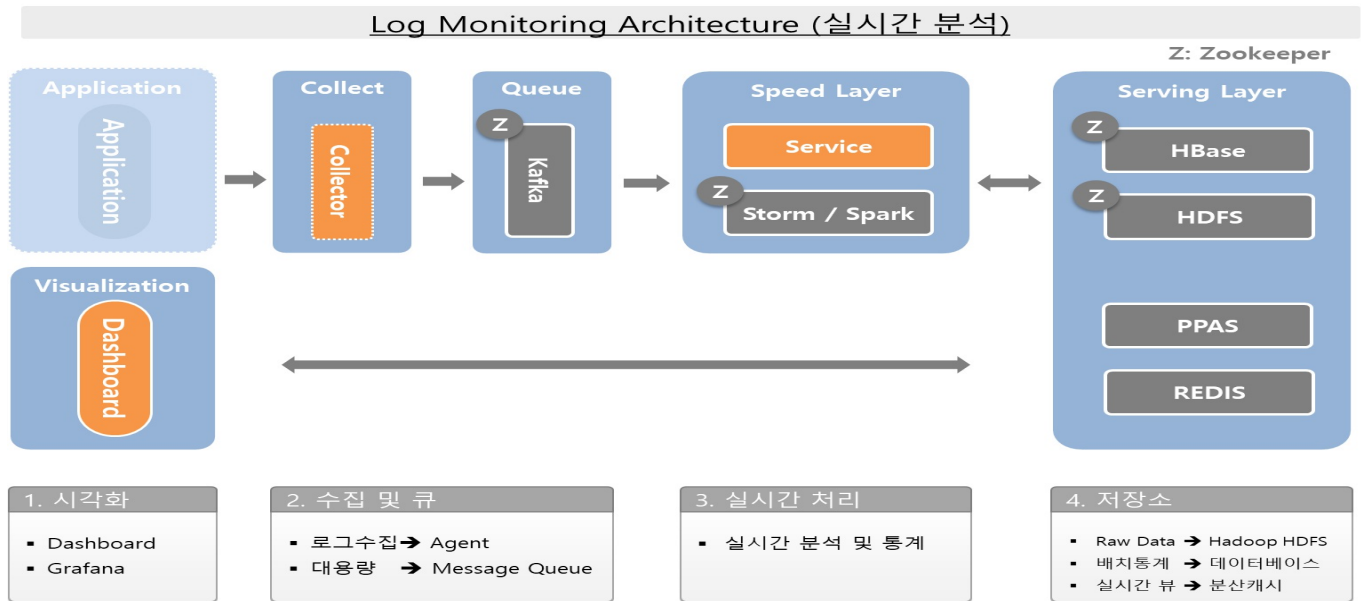 Log Monitoring Architecture (실시간 분석)
Z: Zookeeper
Application
Application
Collect
Collector
Queue
Z
Kafka
Speed Layer
Service
Z
Storm / Spark
Serving Layer
Z
HBase
Z
HDFS
PPAS
REDIS
Visualization
Dashboard
1. 시각화
▪ Dashboard
▪ Grafana
2. 수집 및 큐
▪ 로그수집➔ Agent
▪ 대용량 ➔ Message Queue
3. 실시간 처리
▪ 실시간 분석 및 통계
4. 저장소
▪ Raw Data ➔ Hadoop HDFS
▪ 배치통계 ➔ 데이터베이스
▪ 실시간 뷰 ➔ 분산캐시